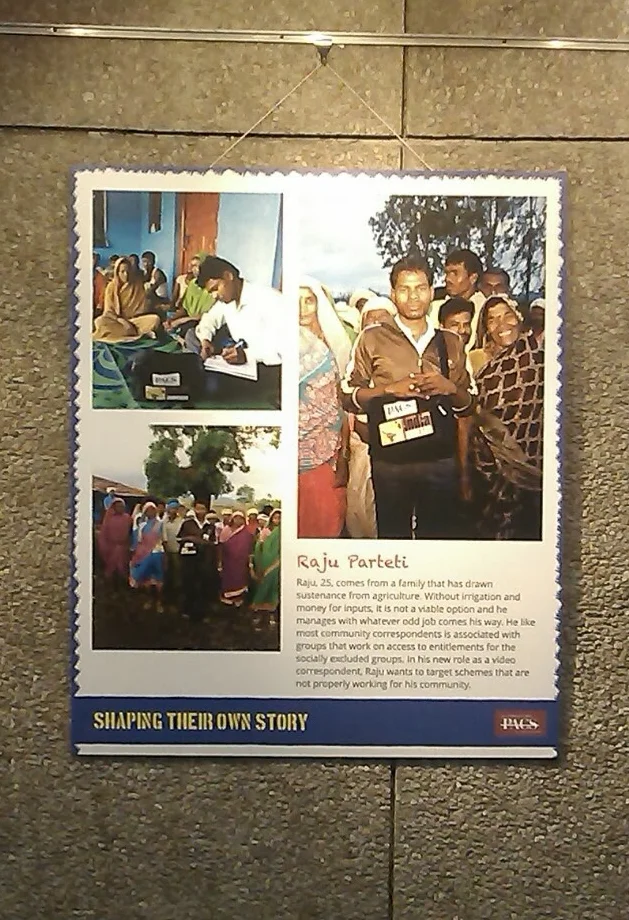 PACS
PACS
India
Raju Parteti
Raju, 25, comes from a family that has drawn
sustenance from agriculture. Without irrigation and
money for inputs, it is not a viable option and he
manages with whatever odd job comes his way. He like
most community correspondents is associated with
groups that work on access to entitlements for the
socially excluded groups. In his new role as a video
correspondent, Raju wants to target schemes that are
not properly working for his community.
SHAPING THEIR OWN STORY
PACS